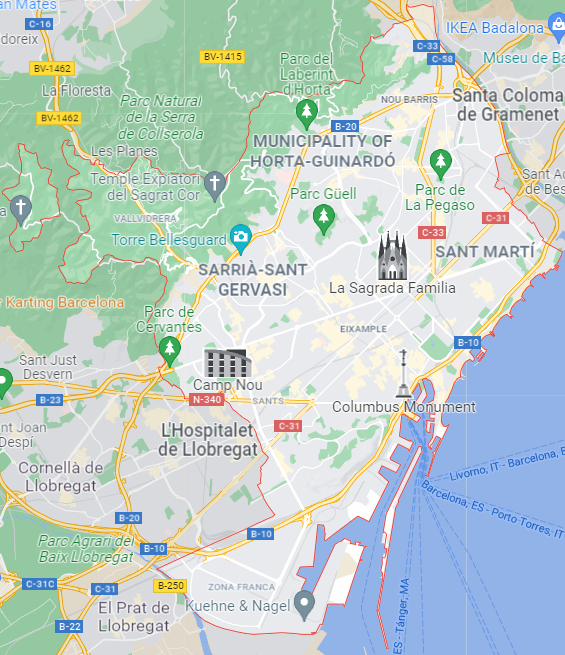 an Mates
C-16
C-33
C-58
IKEA Badalona
doreix
BV-1462
BV-1415
Museu de Ba
Parc del
Laberint
d'Horta
La Floresta
Parc Natural
de la Serra
de Collserola
NOU BARRIS
Santa Coloma
de Gramenet
BV-1462
B-20
Les Planes
MUNICIPALITY OF
HORTA-GUINARDÓ
Temple Expiatori
del Sagrat Cor
Parc de
La Pegaso
Sant Ac
de Bes
Parc Güell
a
VALLVIDRERA
C-31
Torre Bellesguard
C-33
SANT MARTÍ
SARRIÀ-SANT
GERVASI
La Sagrada Familia
r Karting Barcelona
Parc de
Cervantes
EIXAMPLE
B-10
Sant Just
Desvern
Camp Nou
B-23
N-340
SANTS
Columbus Monument
nt Joan
Despí
L'Hospitalet
de Llobregat
C-31
Cornellà de
Llobregat
Livorno, IT - Barcelona, E
Barcelona, ES - Porto Torres, IT
B-20
B-10
Parc Agrari del
Baix Llobregat
B-10
C-31C
C-31
B-250
ZONA FRANCA
ES - Tánger, MA
El Prat de
Llobregat
Kuehne & Nagel
B-22